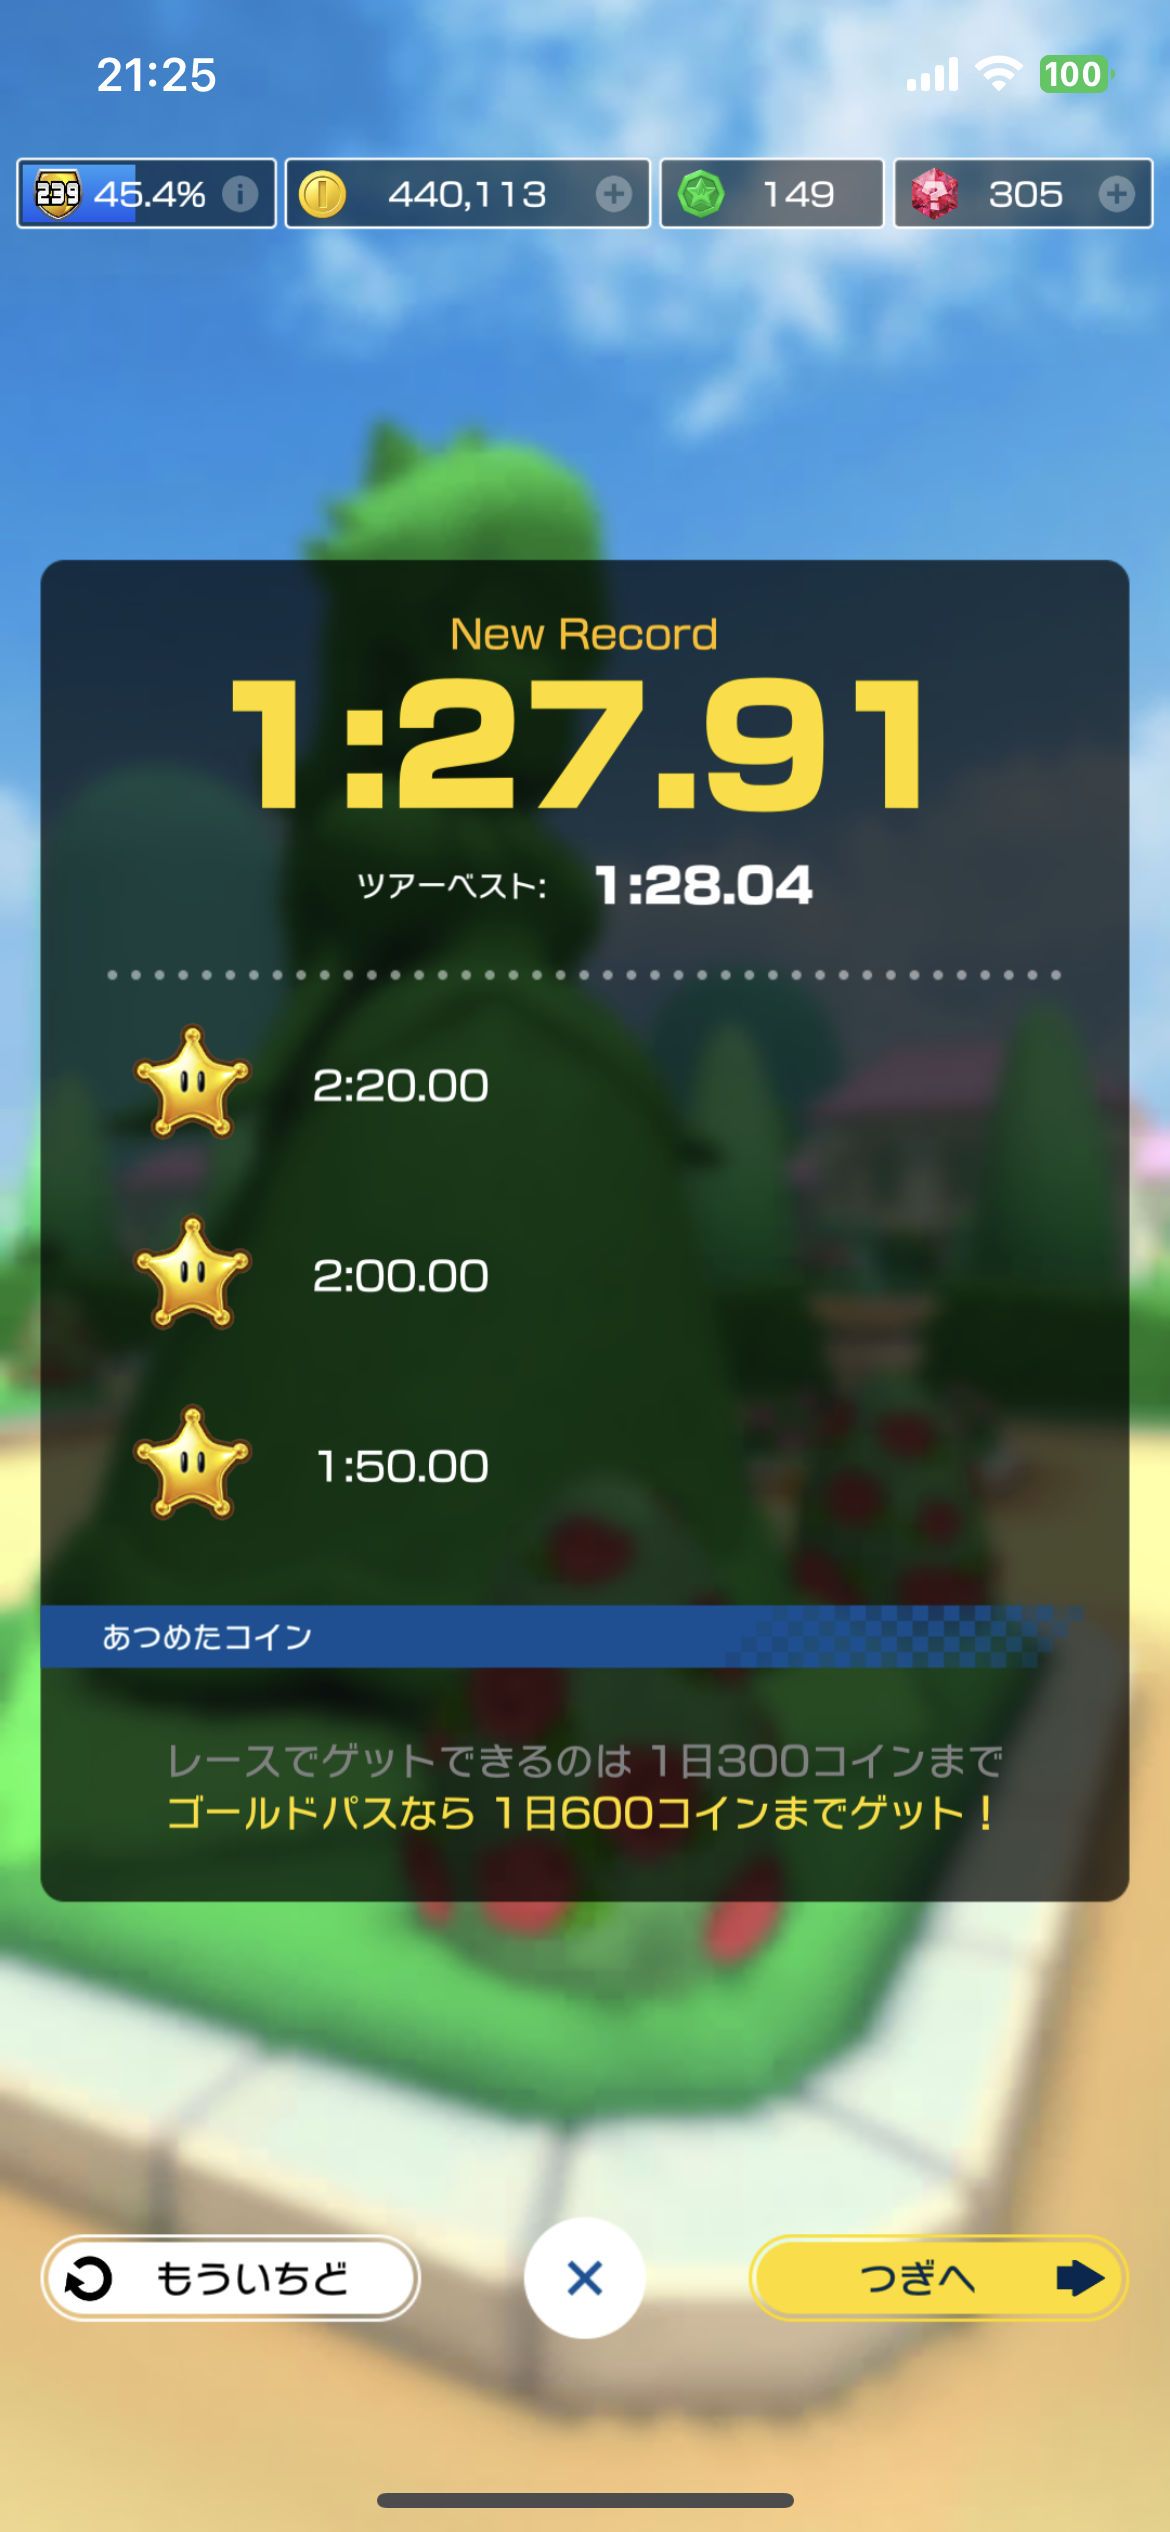 21:25
100
239 45.4% i 440,113 149 305
New Record
1:27.91
ツアーベスト: 1:28.04
2:20.00
2:00.00
1:50.00
あつめたコイン
レースでゲットできるのは 1日300コインまで
ゴールドパスなら 1日600コインまでゲット！
もういちど
つぎへ